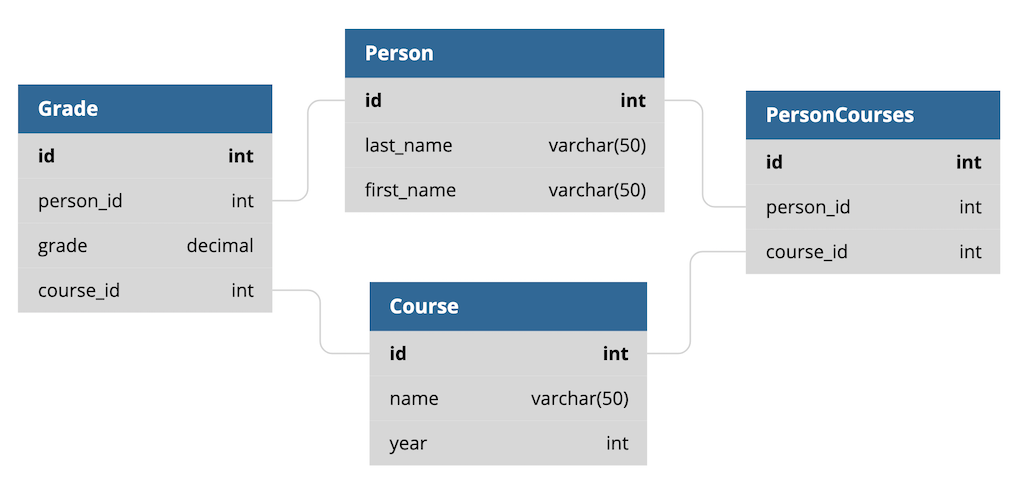 Grade
id int
person_id int
grade decimal
course_id int
Person
id int
last_name varchar(50)
first_name varchar(50)
Course
id int
name varchar(50)
year int
PersonCourses
id int
person_id int
course_id int